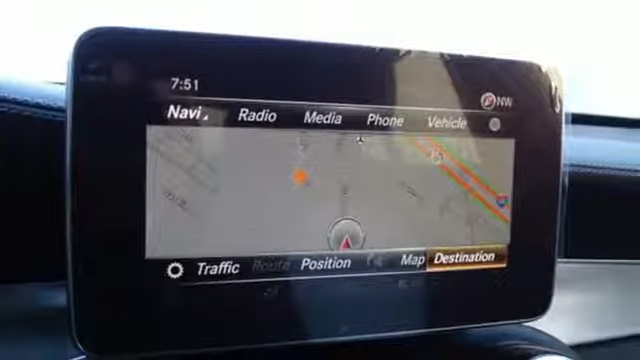 7:51
NW
Navi Radio Media Phone Vehicle
Traffic Route Position Map Destination